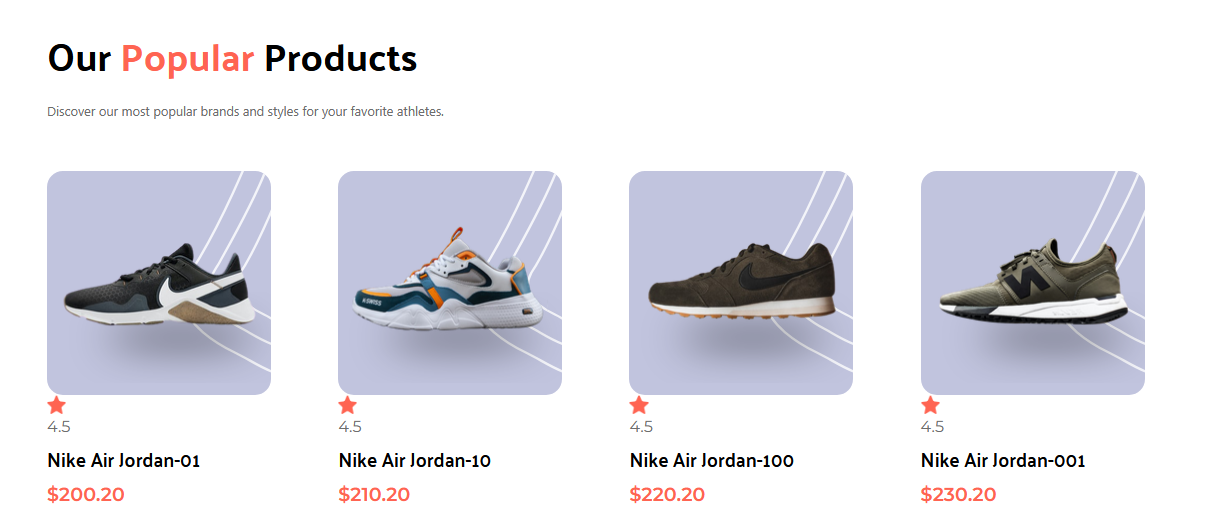 Our Popular Products
Discover our most popular brands and styles for your favorite athletes.
K·SWISS
4.5
Nike Air Jordan-01
$200.20
4.5
Nike Air Jordan-10
$210.20
4.5
Nike Air Jordan-100
$220.20
4.5
Nike Air Jordan-001
$230.20